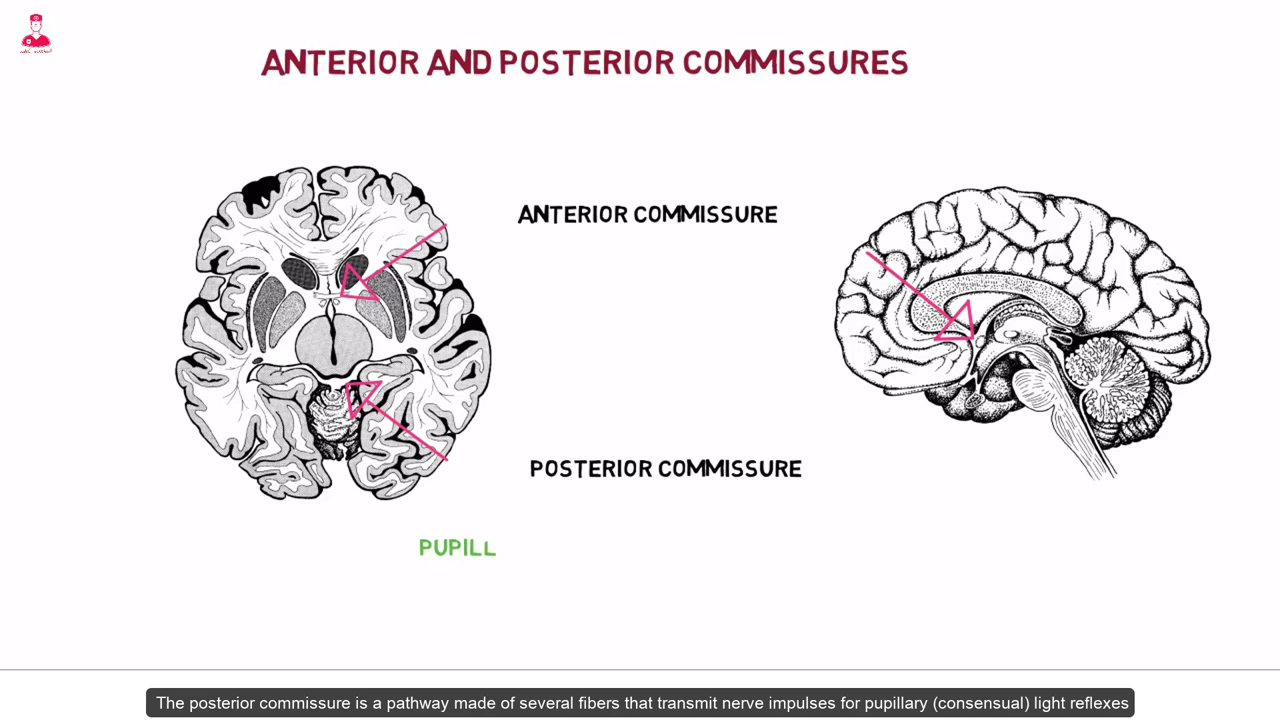 ANTERIOR AND POSTERIOR COMMISSURES
ANTERIOR COMMISSURE
POSTERIOR COMMISSURE
PUPILL
The posterior commissure is a pathway made of several fibers that transmit nerve impulses for pupillary (consensual) light reflexes